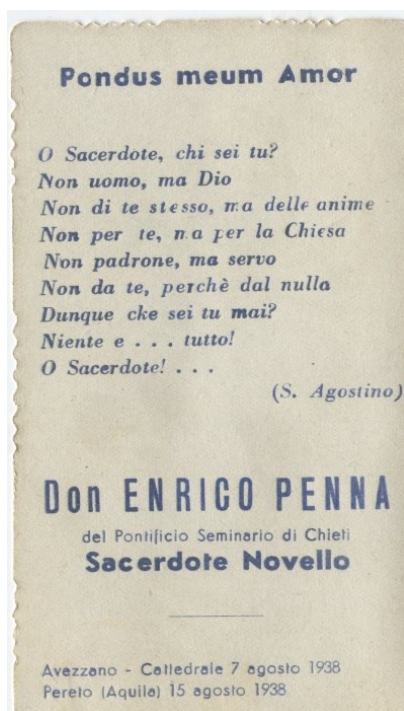 Pondus meum Amor
O Sacerdote, chi sei tu?
Non uomo, ma Dio
Non di te stesso, ma delle anime
Non per te, ma per la Chiesa
Non padrone, ma servo
Non da te, perchè dal nulla
Dunque che sei tu mai?
Niente e . . . tutto!
O Sacerdote! . . .
(S. Agostino)
Don ENRICO PENNA
del Pontificio Seminario di Chieti
Sacerdote Novello
Avezzano - Cattedrale 7 agosto 1938
Pereto (Aquila) 15 agosto 1938